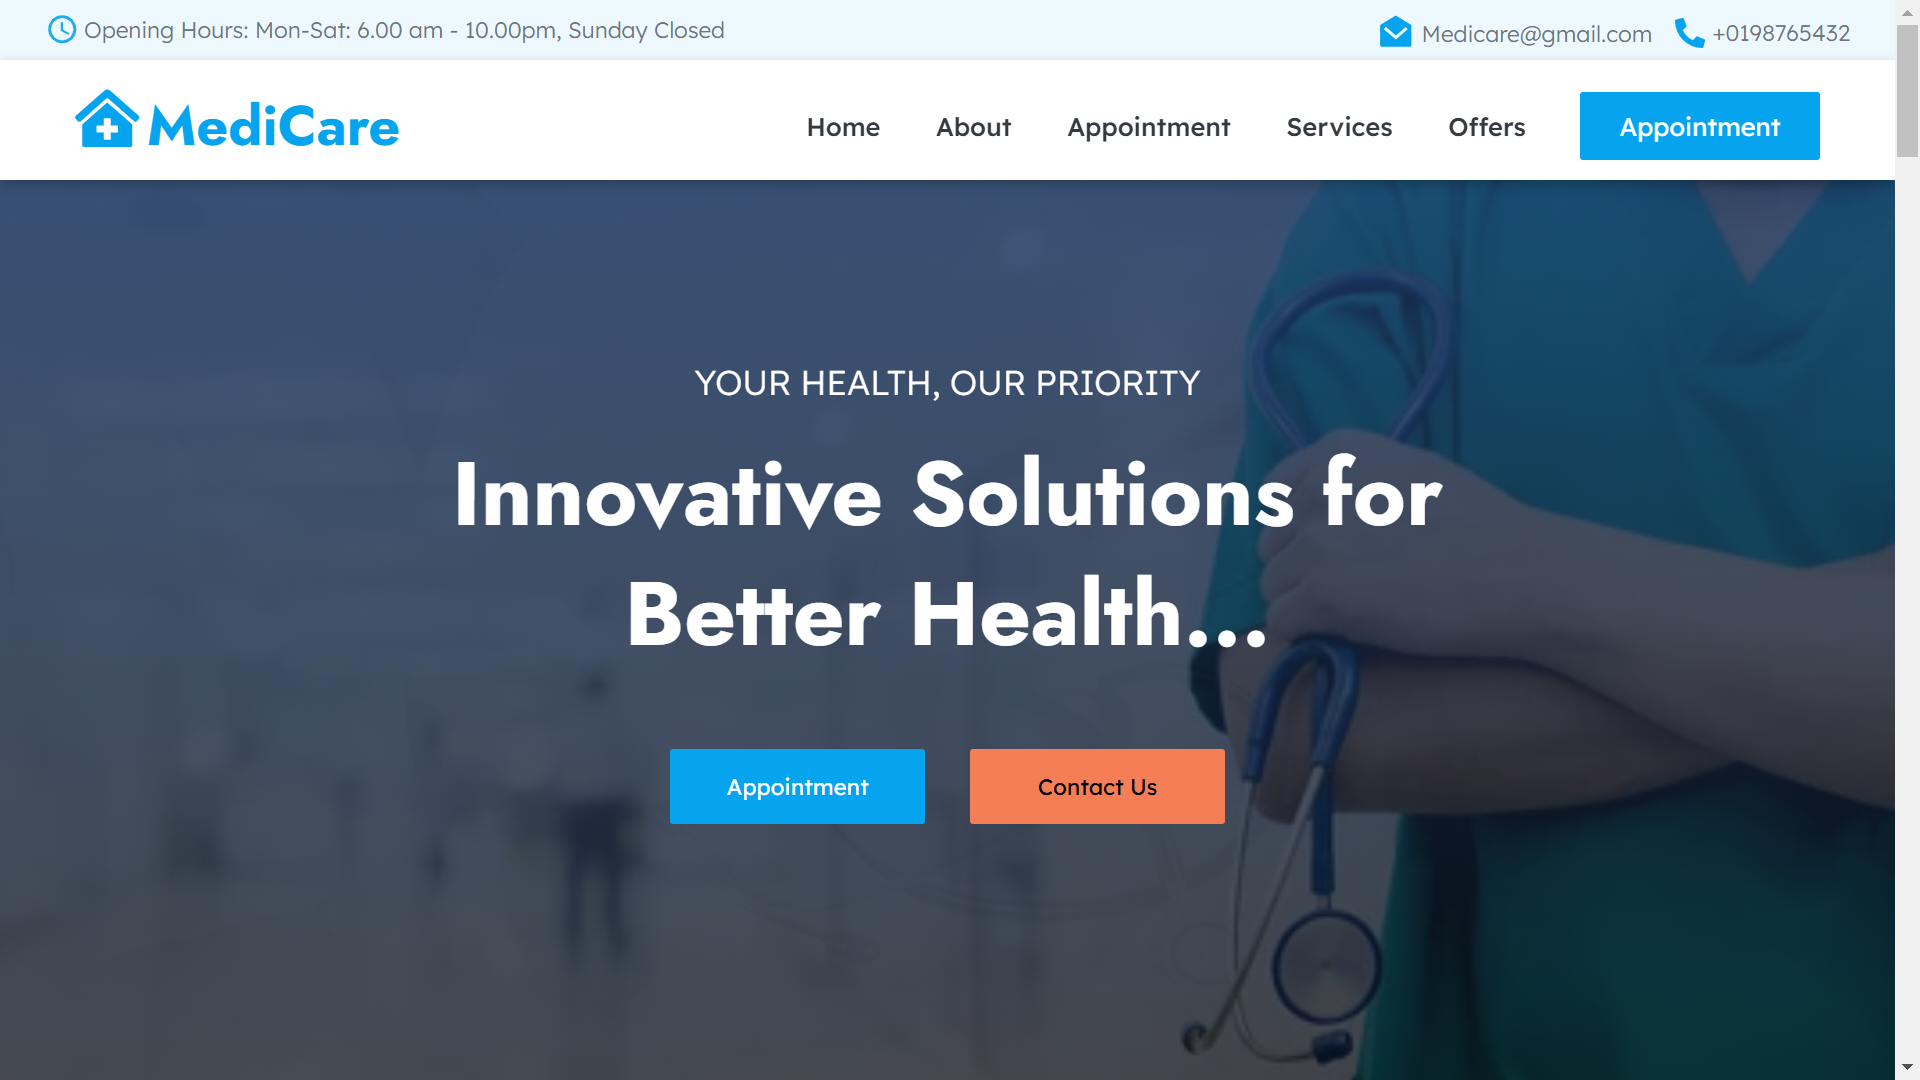 Opening Hours: Mon-Sat: 6.00 am - 10.00pm, Sunday Closed
Medicare@gmail.com
+0198765432
MediCare
Home
About
Appointment
Services
Offers
Appointment
YOUR HEALTH, OUR PRIORITY
Innovative Solutions for
Better Health...
Appointment
Contact Us